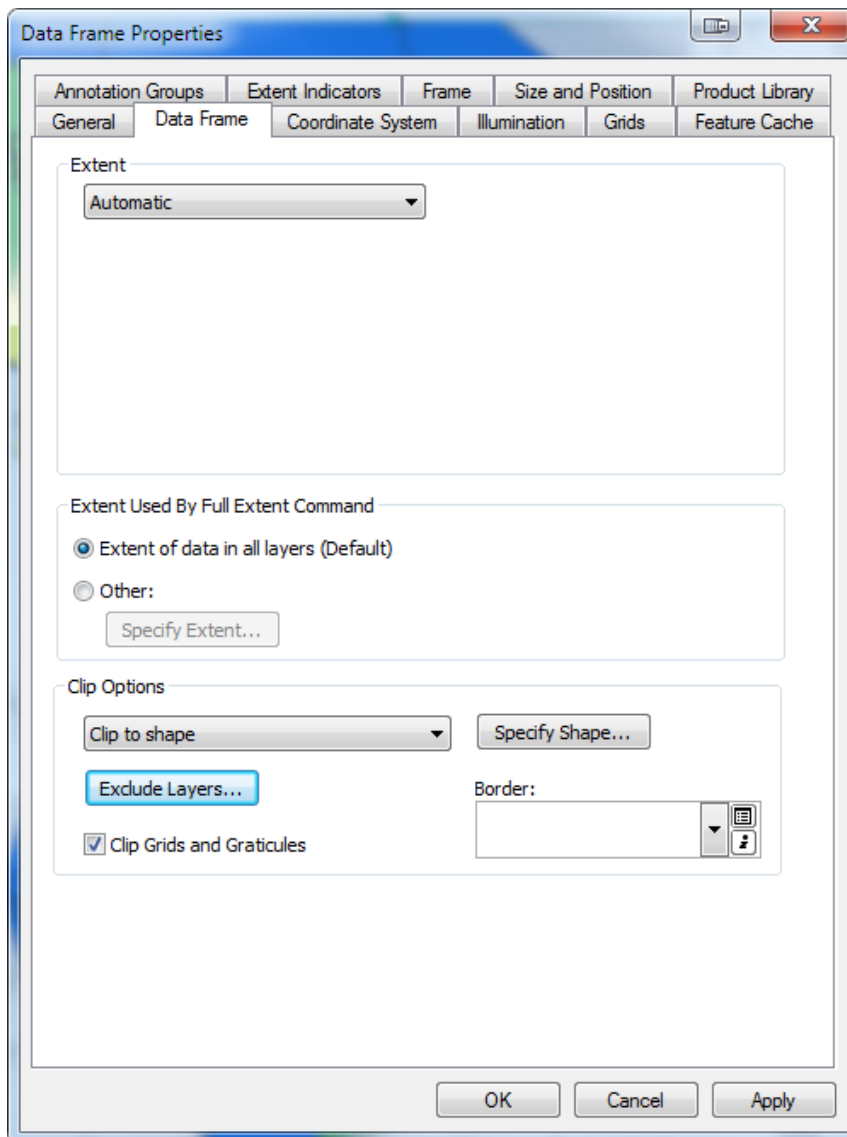 Data Frame Properties
Annotation Groups Extent Indicators Frame Size and Position Product Library
General Data Frame Coordinate System Illumination Grids Feature Cache
Extent
Automatic
Extent Used By Full Extent Command
Extent of data in all layers (Default)
Other:
Specify Extent...
Clip Options
Clip to shape Specify Shape...
Exclude Layers... Border:
Clip Grids and Graticules
OK Cancel Apply